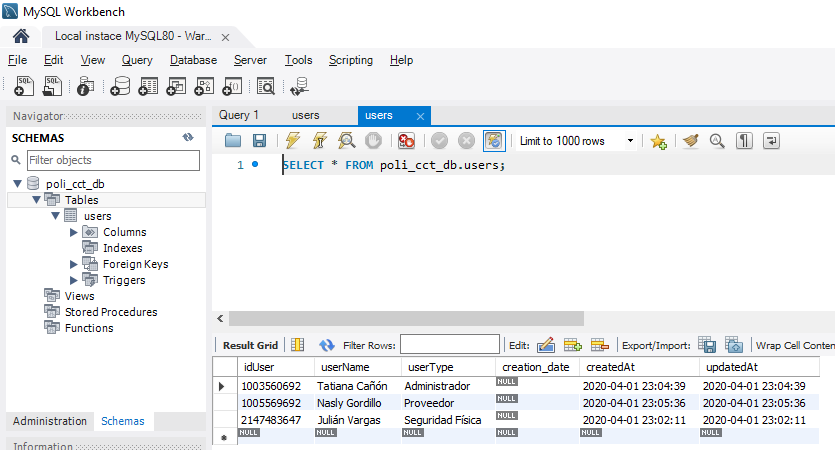 MySQL Workbench
Local instace MySQL80 - War...
File Edit View Query Database Server Tools Scripting Help
Navigator
SCHEMAS
Filter objects
poli_cct_db
Tables
users
Columns
Indexes
Foreign Keys
Triggers
Views
Stored Procedures
Functions
Administration Schemas
Information
Query 1 users users
Limit to 1000 rows
1 SELECT * FROM poli_cct_db.users;
Result Grid Filter Rows: Edit: Export/Import: Wrap Cell Conten
idUser userName userType creation_date createdAt updatedAt
1003560692 Tatiana Cañón Administrador NULL 2020-04-01 23:04:39 2020-04-01 23:04:39
1005569692 Nasly Gordillo Proveedor NULL 2020-04-01 23:05:36 2020-04-01 23:05:36
2147483647 Julián Vargas Seguridad Física NULL 2020-04-01 23:02:11 2020-04-01 23:02:11
NULL NULL NULL NULL NULL NULL